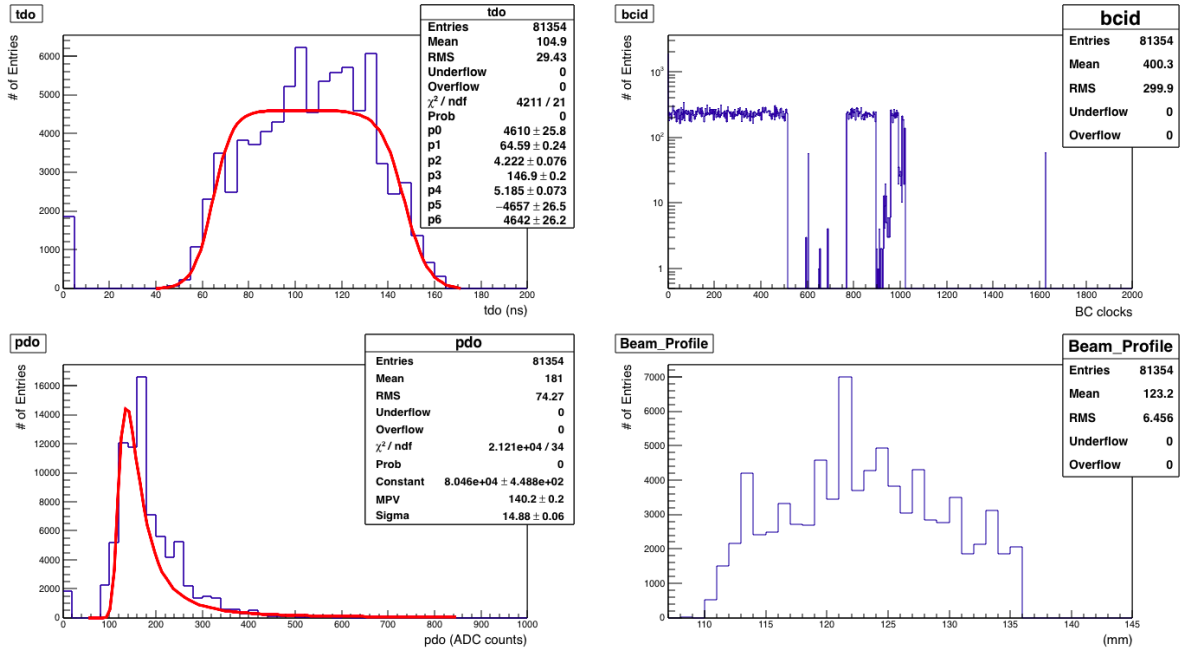 tdo
tdo
Entries 81354
Mean 104.9
RMS 29.43
Underflow 0
Overflow 0
χ² / ndf 4211 / 21
Prob 0
p0 4610 ± 25.8
p1 64.59 ± 0.24
p2 4.222 ± 0.076
p3 146.9 ± 0.2
p4 5.185 ± 0.073
p5 −4657 ± 26.5
p6 4642 ± 26.2
# of Entries
6000
5000
4000
3000
2000
1000
0
0 20 40 60 80 100 120 140 160 180 200
tdo (ns)
bcid
bcid
Entries 81354
Mean 400.3
RMS 299.9
Underflow 0
Overflow 0
# of Entries
10³
10²
10
1
0 200 400 600 800 1000 1200 1400 1600 1800 2000
BC clocks
pdo
pdo
Entries 81354
Mean 181
RMS 74.27
Underflow 0
Overflow 0
χ² / ndf 2.121e+04 / 34
Prob 0
Constant 8.046e+04 ± 4.488e+02
MPV 140.2 ± 0.2
Sigma 14.88 ± 0.06
# of Entries
16000
14000
12000
10000
8000
6000
4000
2000
0
0 100 200 300 400 500 600 700 800 900 1000
pdo (ADC counts)
Beam_Profile
Beam_Profile
Entries 81354
Mean 123.2
RMS 6.456
Underflow 0
Overflow 0
# of Entries
7000
6000
5000
4000
3000
2000
1000
0
110 115 120 125 130 135 140 145
(mm)